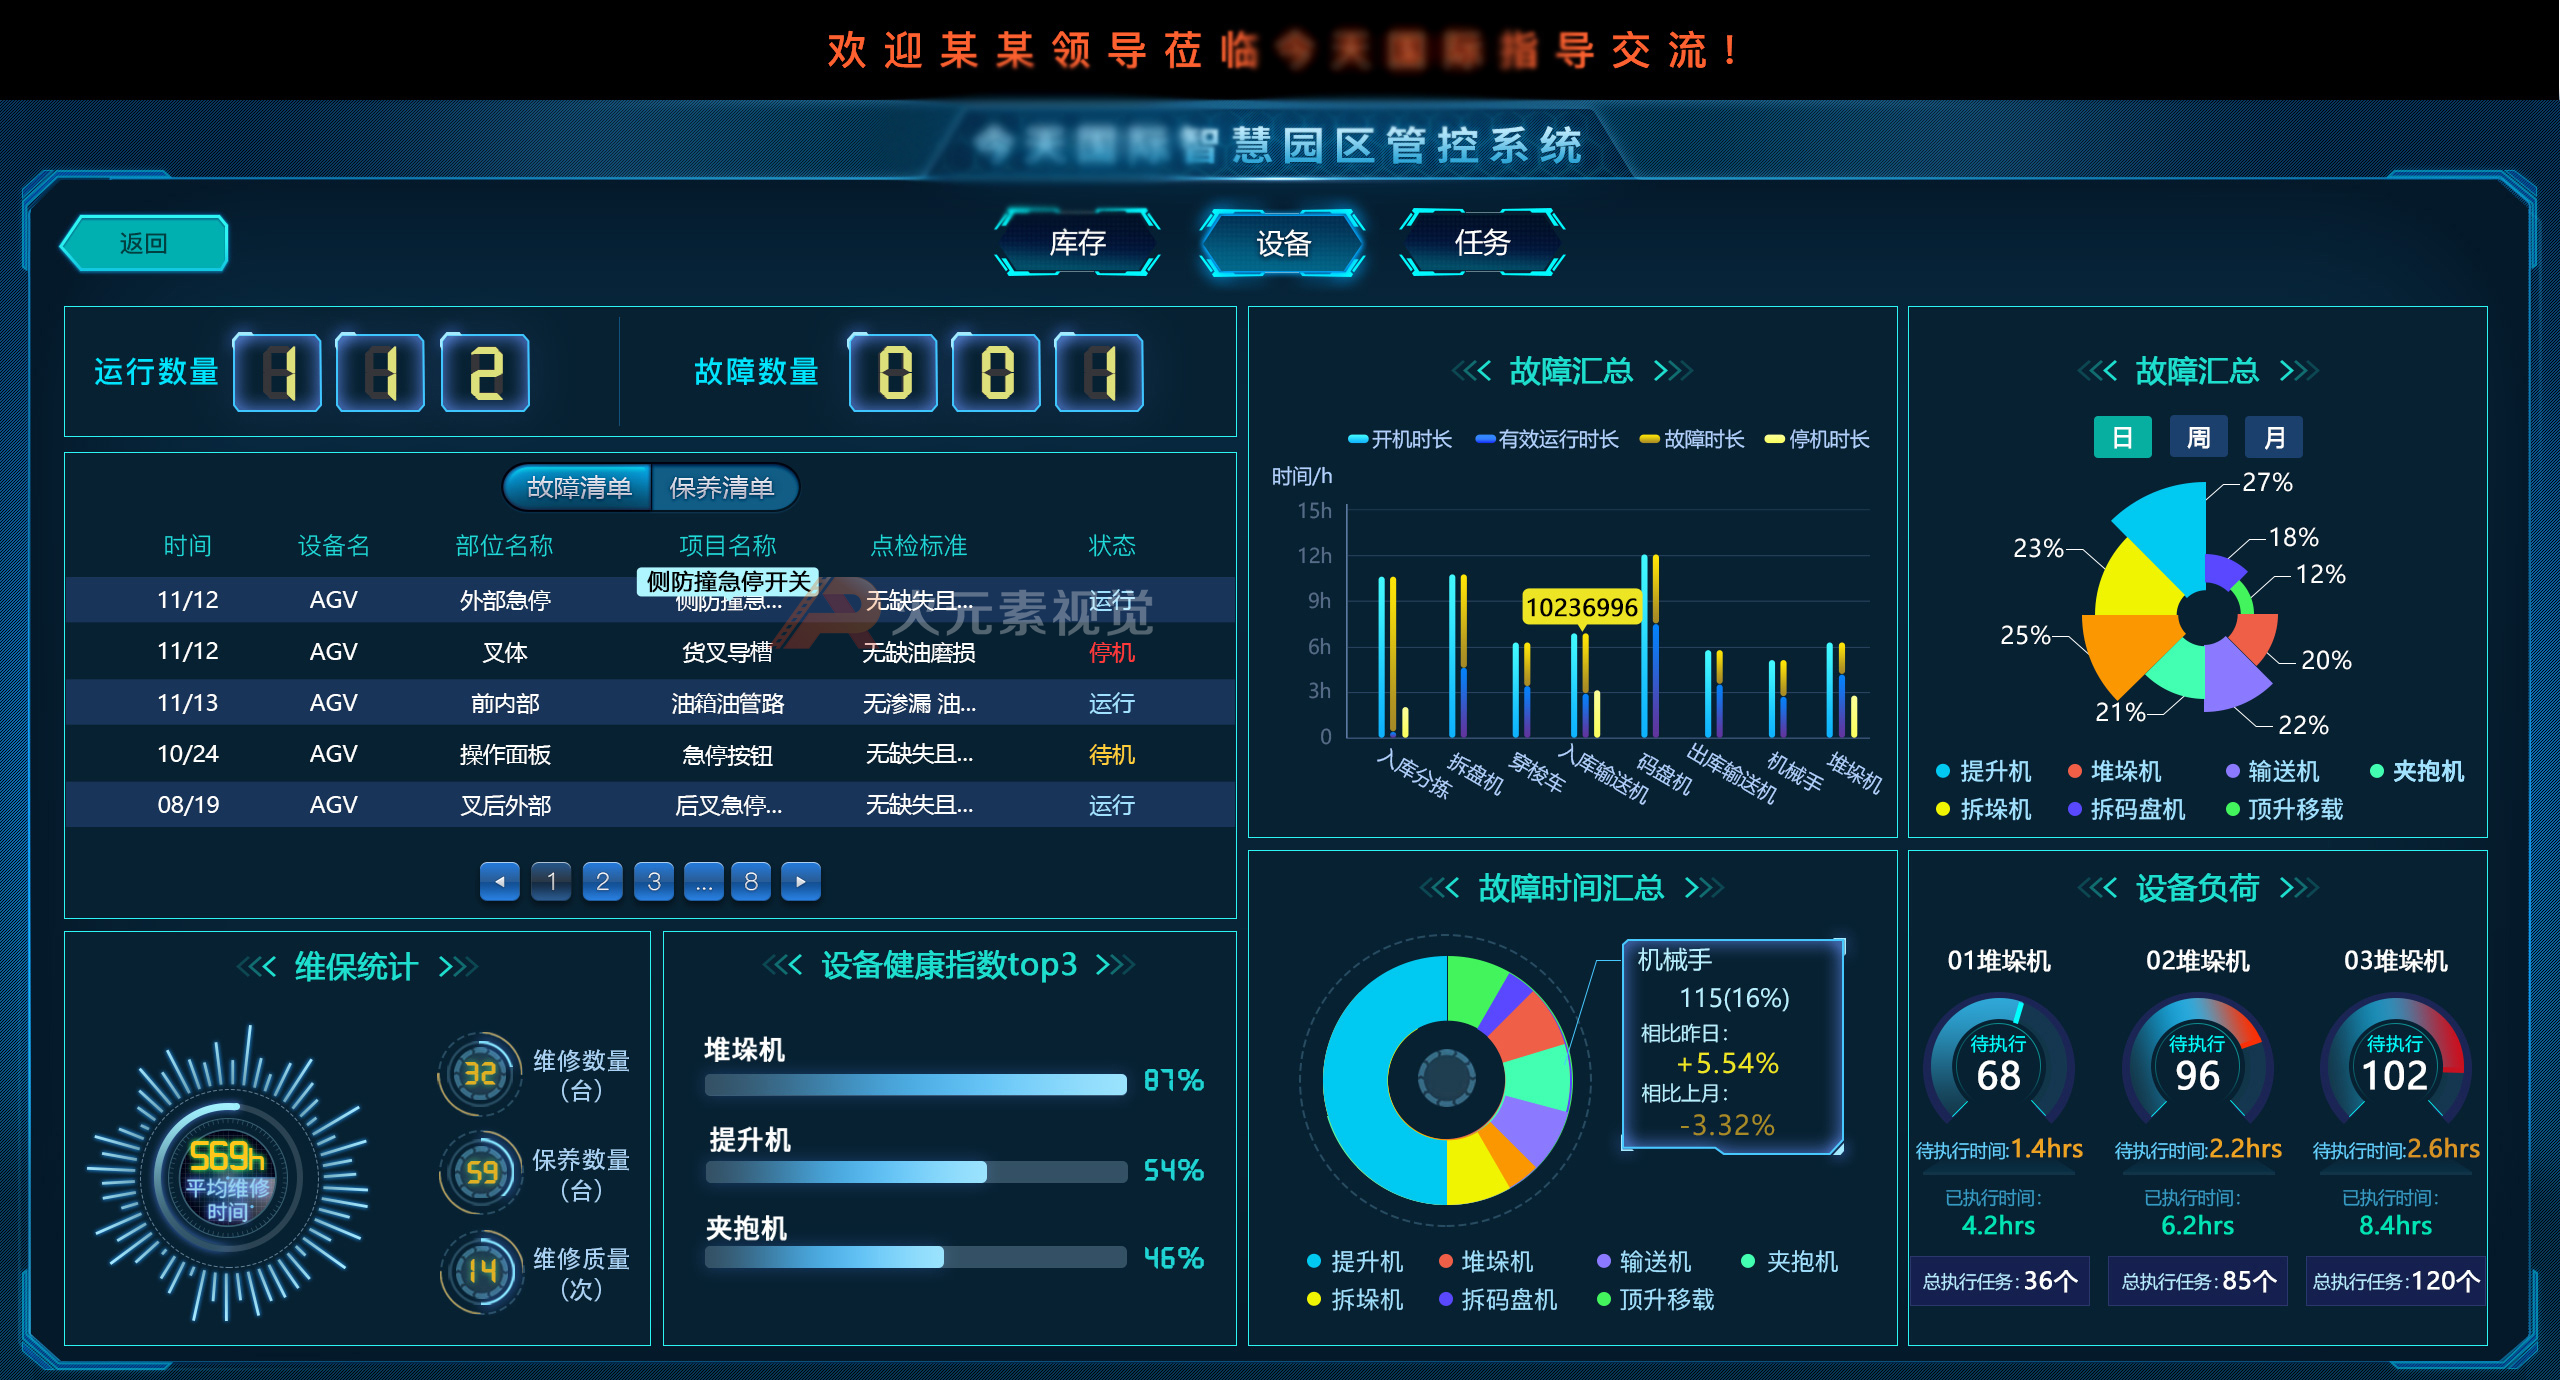 欢迎某某领导莅临今天国际指导交流!
今天国际智慧园区管控系统
返回
库存
设备
任务
运行数量
112
故障数量
001
故障清单
保养清单
时间 设备名 部位名称 项目名称 点检标准 状态
侧防撞急停开关
11/12 AGV 外部急停 侧防撞急... 无缺失且... 运行
大元素视觉
11/12 AGV 叉体 货叉导槽 无缺油磨损 停机
11/13 AGV 前内部 油箱油管路 无渗漏 油... 运行
10/24 AGV 操作面板 急停按钮 无缺失且... 待机
08/19 AGV 叉后外部 后叉急停... 无缺失且... 运行
1 2 3 ... 8
维保统计
569h
平均维修
时间
32
维修数量
(台)
59
保养数量
(台)
14
维修质量
(次)
设备健康指数top3
堆垛机
87%
提升机
54%
夹抱机
46%
故障汇总
开机时长 有效运行时长 故障时长 停机时长
时间/h
15h
12h
9h
6h
3h
0
10236996
入库分拣 拆盘机 穿梭车 入库输送机 码盘机 出库输送机 机械手 堆垛机
故障汇总
日 周 月
27%
18%
12%
20%
22%
21%
25%
23%
提升机 堆垛机 输送机 夹抱机
拆垛机 拆码盘机 顶升移载
故障时间汇总
机械手
115(16%)
相比昨日:
+5.54%
相比上月:
-3.32%
提升机 堆垛机 输送机 夹抱机
拆垛机 拆码盘机 顶升移载
设备负荷
01堆垛机
待执行
68
待执行时间:1.4hrs
已执行时间:
4.2hrs
总执行任务:36个
02堆垛机
待执行
96
待执行时间:2.2hrs
已执行时间:
6.2hrs
总执行任务:85个
03堆垛机
待执行
102
待执行时间:2.6hrs
已执行时间:
8.4hrs
总执行任务:120个